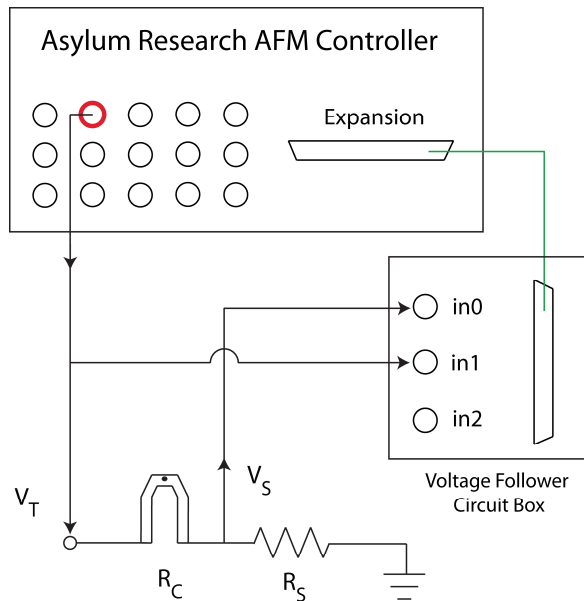 Asylum Research AFM Controller
Expansion
in0
in1
in2
Voltage Follower
Circuit Box
V_T
V_S
R_C
R_S